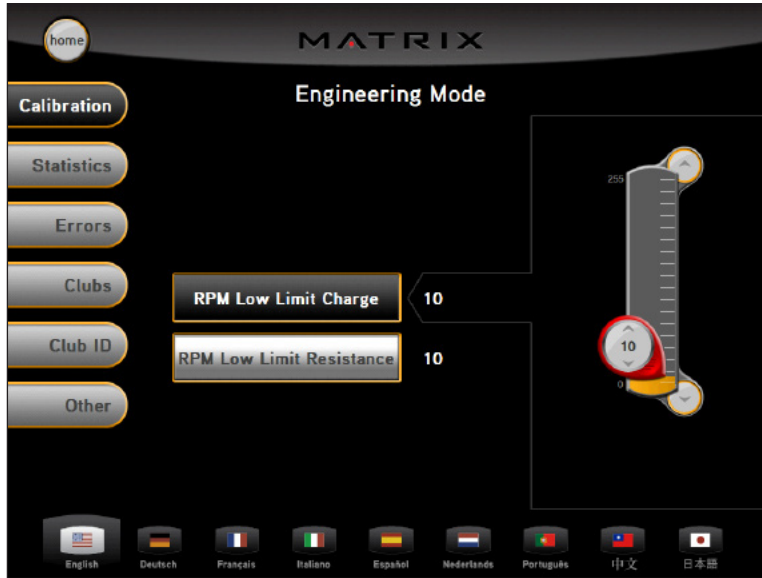 home
MATRIX
Engineering Mode
Calibration
Statistics
Errors
Clubs
Club ID
Other
RPM Low Limit Charge 10
RPM Low Limit Resistance 10
255
10
0
English Deutsch Français Italiano Español Nederlands Português 中文 日本語